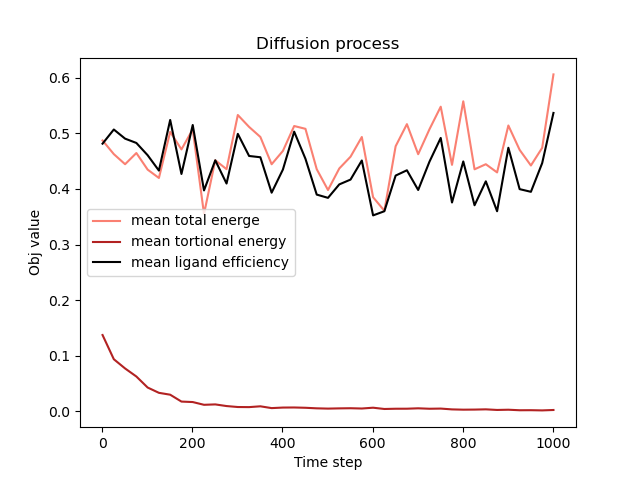 Diffusion process
0.6
0.5
0.4
0.3
0.2
0.1
0.0
Obj value
mean total energe
mean tortional energy
mean ligand efficiency
0 200 400 600 800 1000
Time step